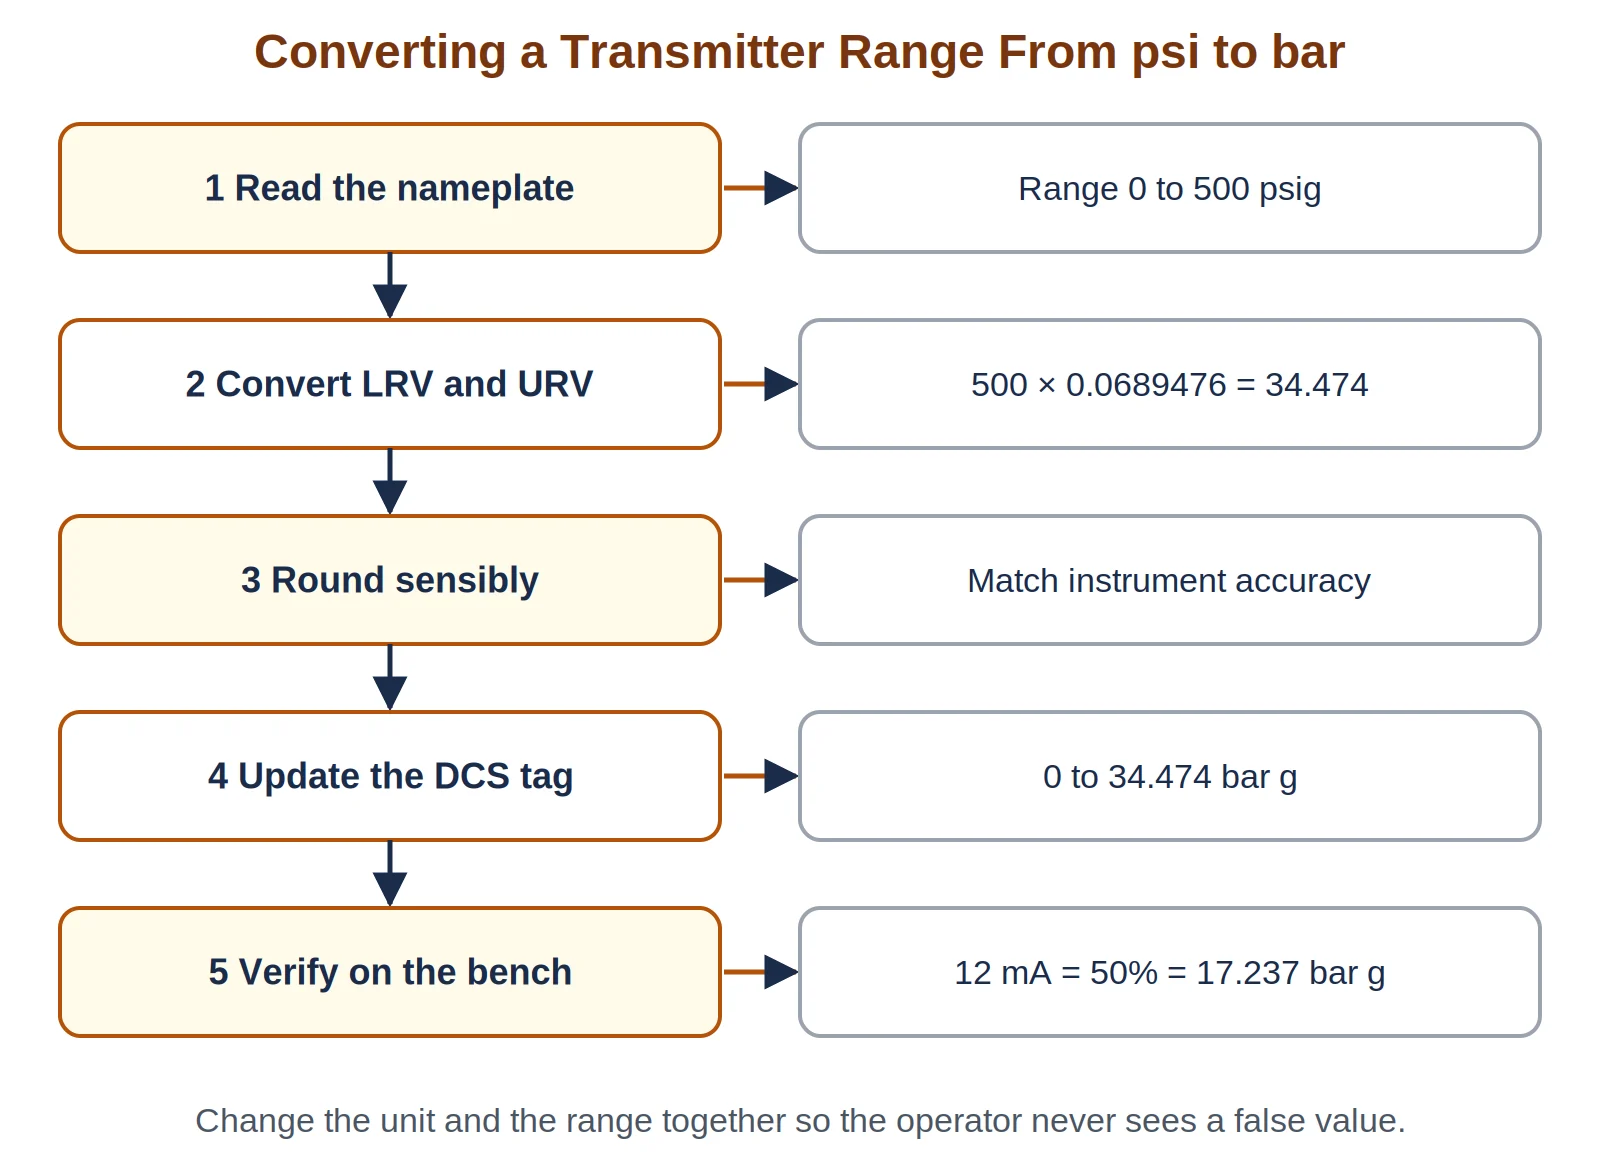 Converting a Transmitter Range From psi to bar
1 Read the nameplate
Range 0 to 500 psig
2 Convert LRV and URV
500 × 0.0689476 = 34.474
3 Round sensibly
Match instrument accuracy
4 Update the DCS tag
0 to 34.474 bar g
5 Verify on the bench
12 mA = 50% = 17.237 bar g
Change the unit and the range together so the operator never sees a false value.